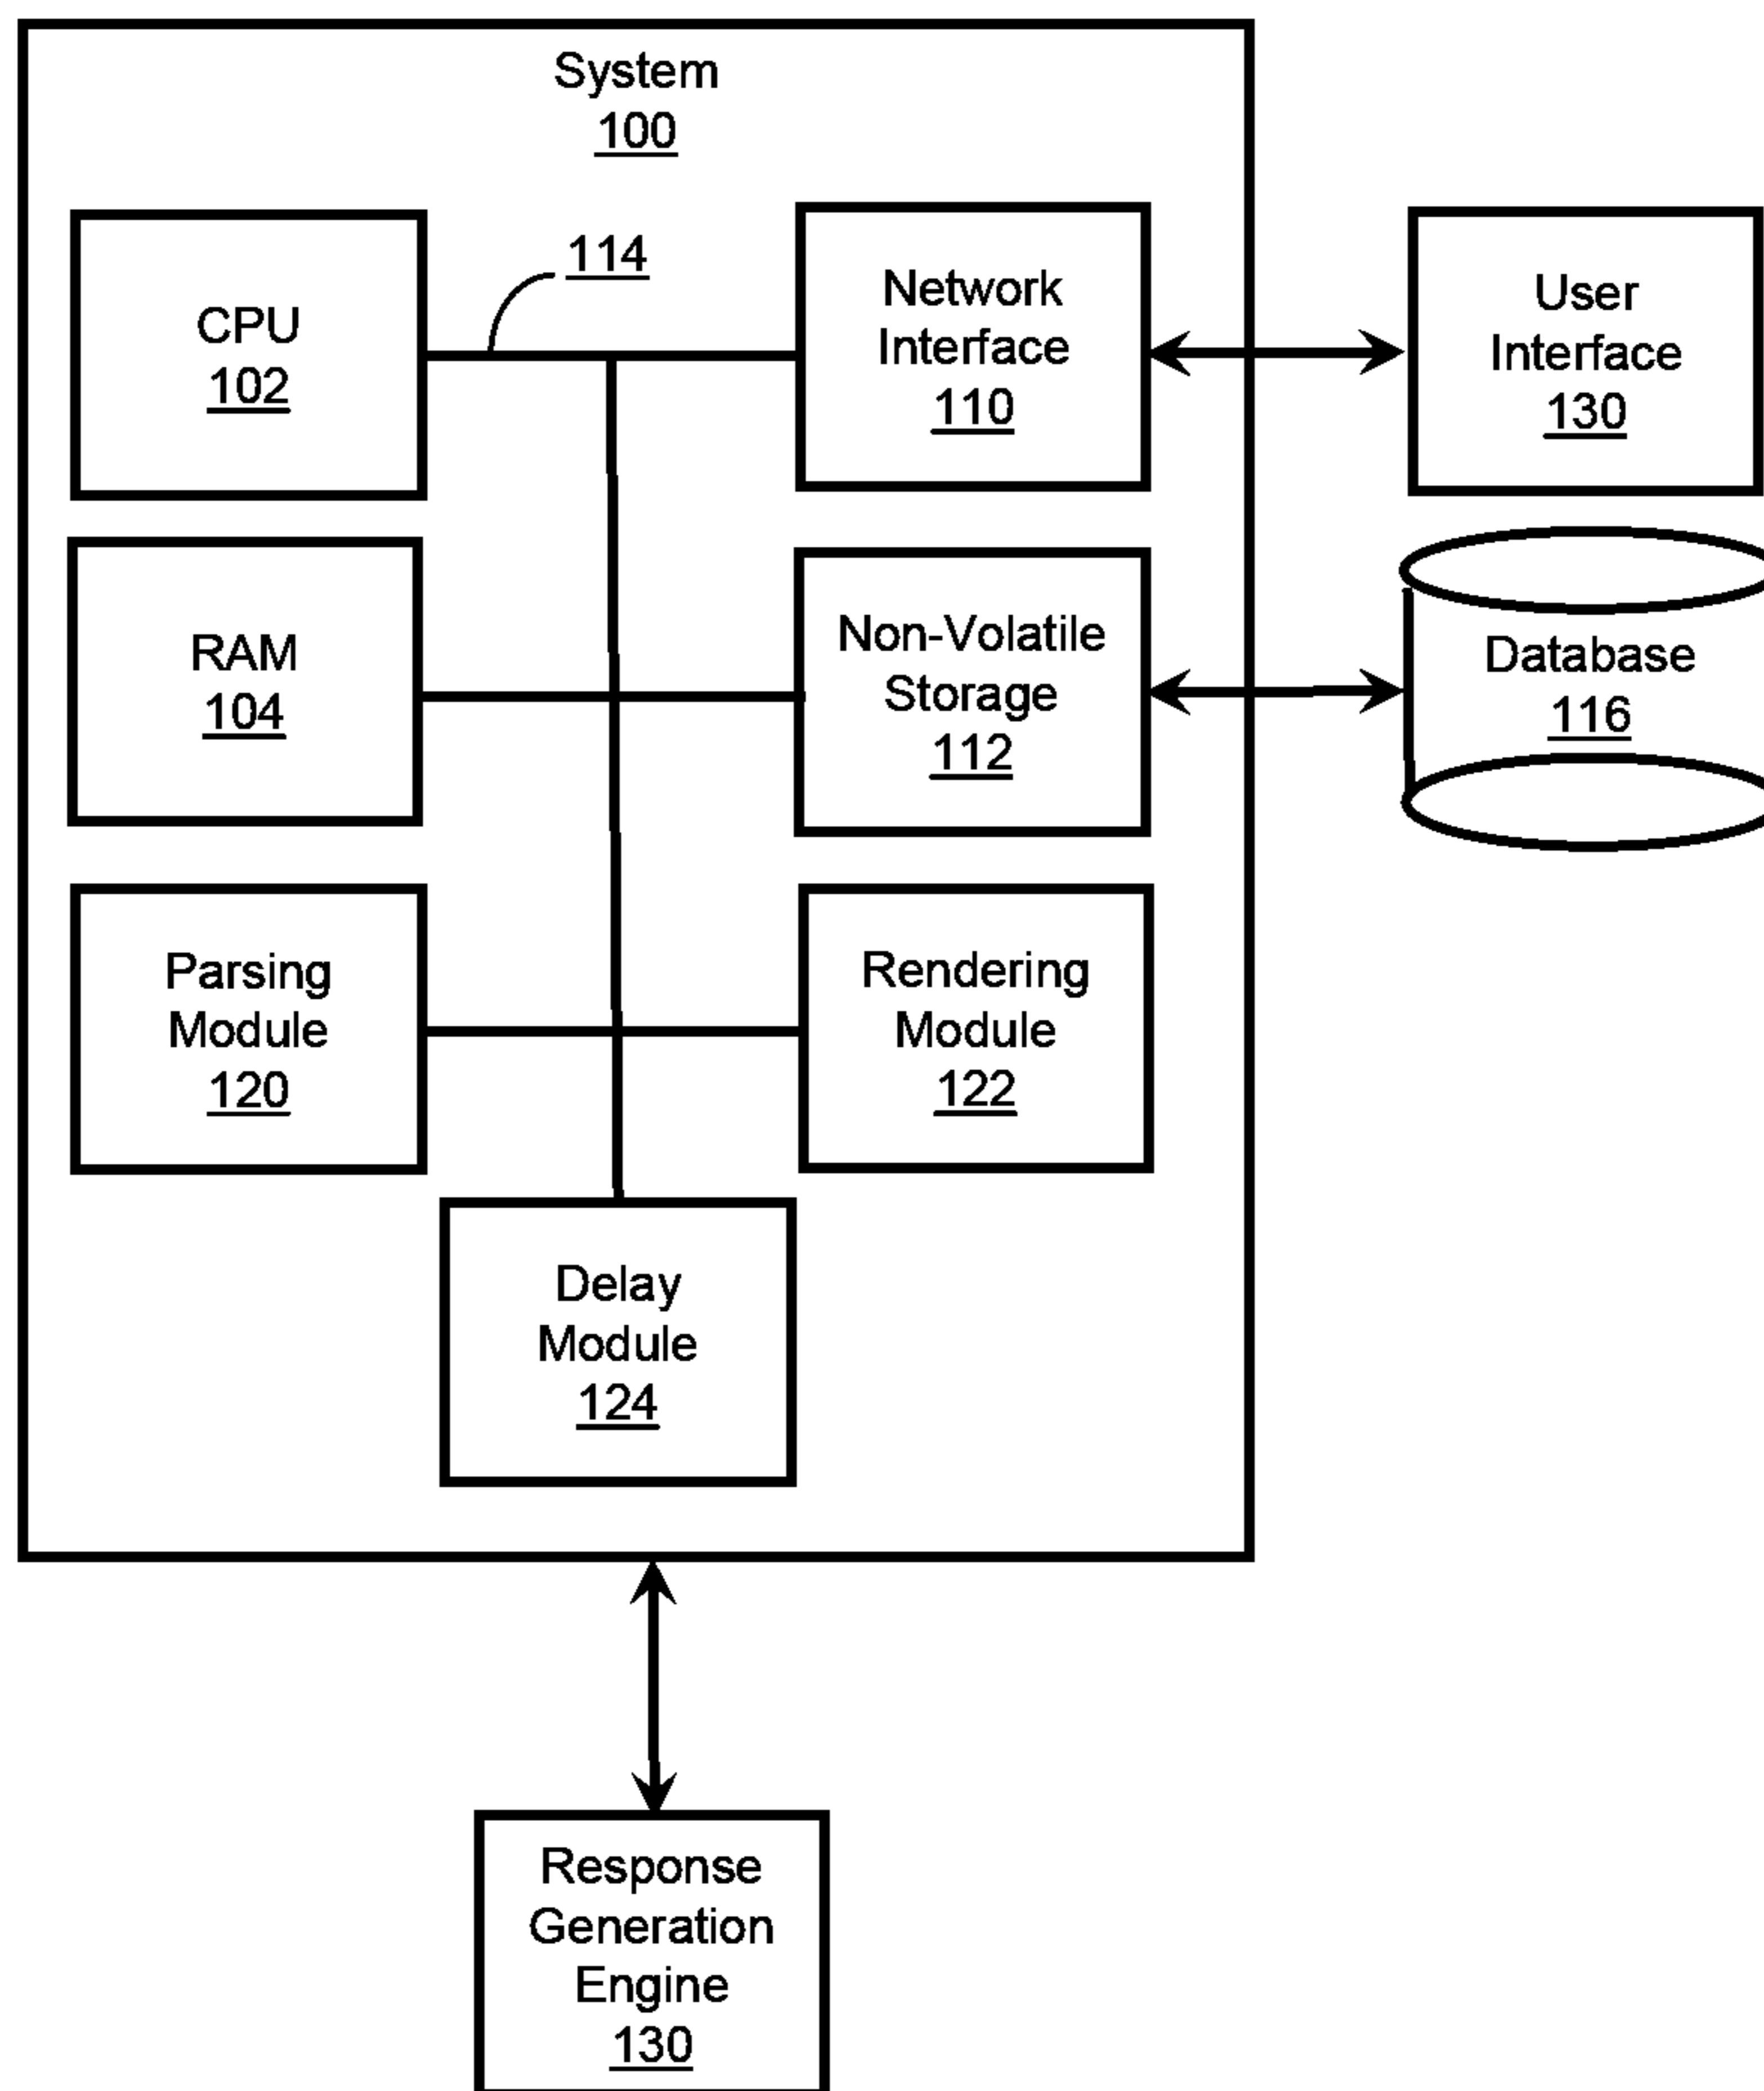 System
100
CPU
102
114
Network
Interface
110
User
Interface
130
RAM
104
Non-Volatile
Storage
112
Database
116
Parsing
Module
120
Rendering
Module
122
Delay
Module
124
Response
Generation
Engine
130